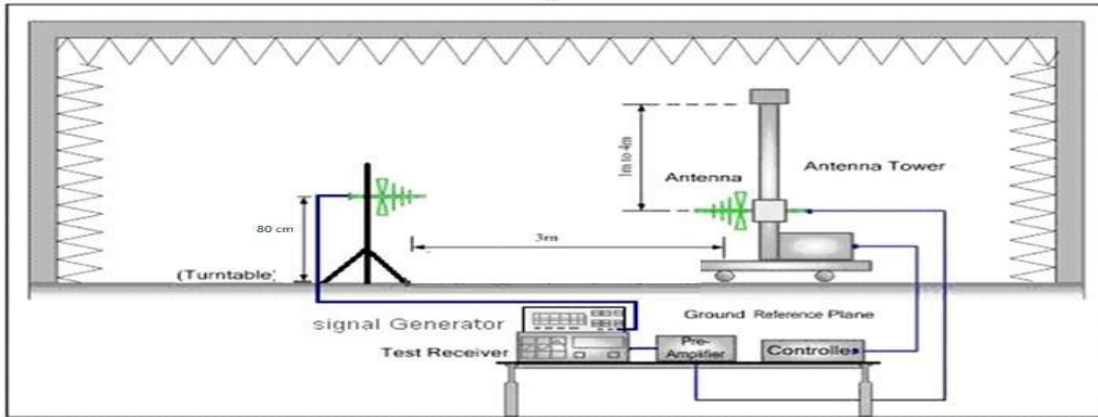 1m to 4m
Antenna Tower
Antenna
80 cm
3m
(Turntable)
signal Generator
Ground Reference Plane
Test Receiver
Pre-
Amplifier
Controller